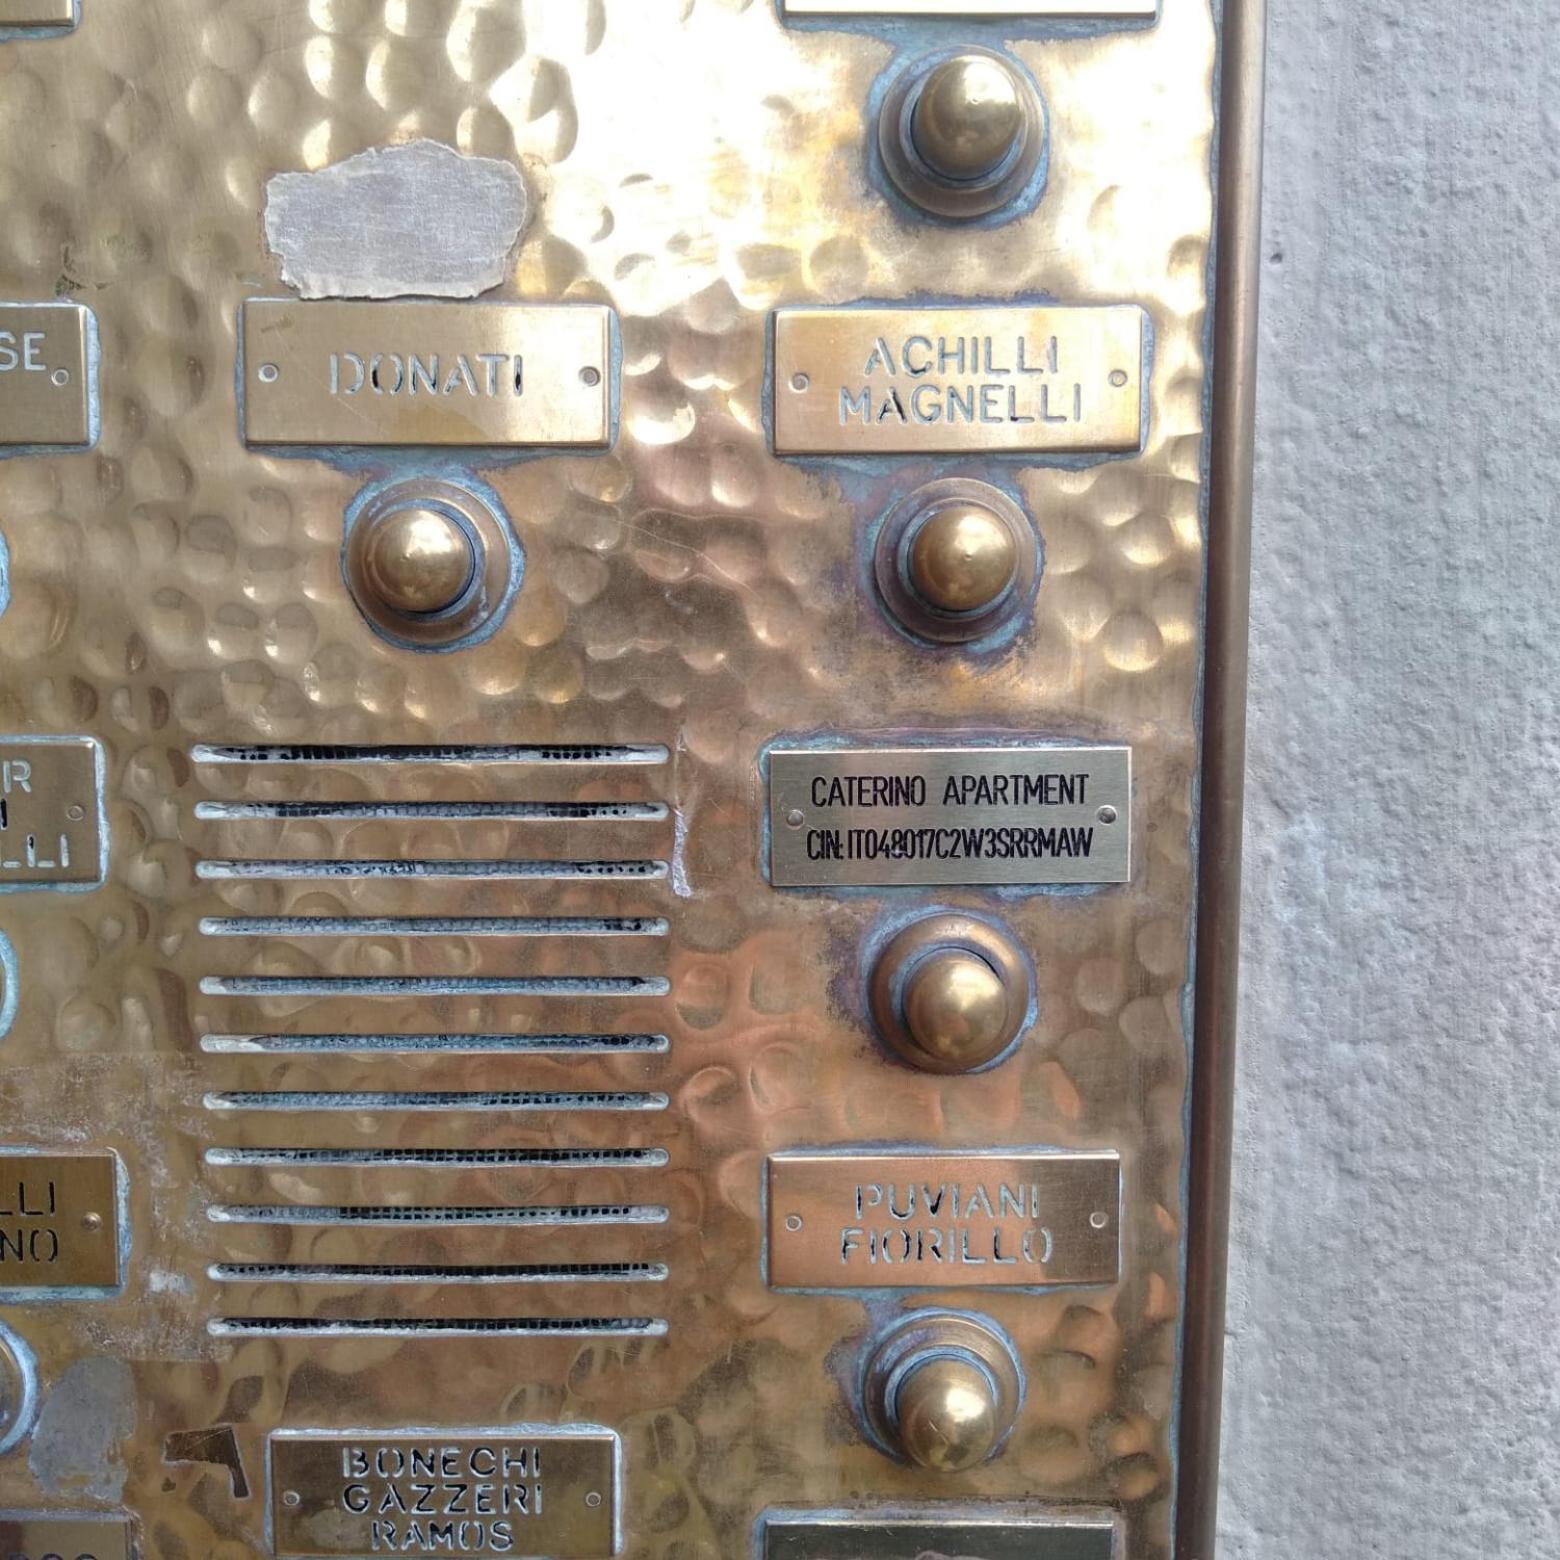 DONATI
ACHILLI
MAGNELLI
CATERINO APARTMENT
CIN: IT048017C2W3SRRMAW
PUVIANI
FIORILLO
BONECHI
GAZZERI
RAMOS